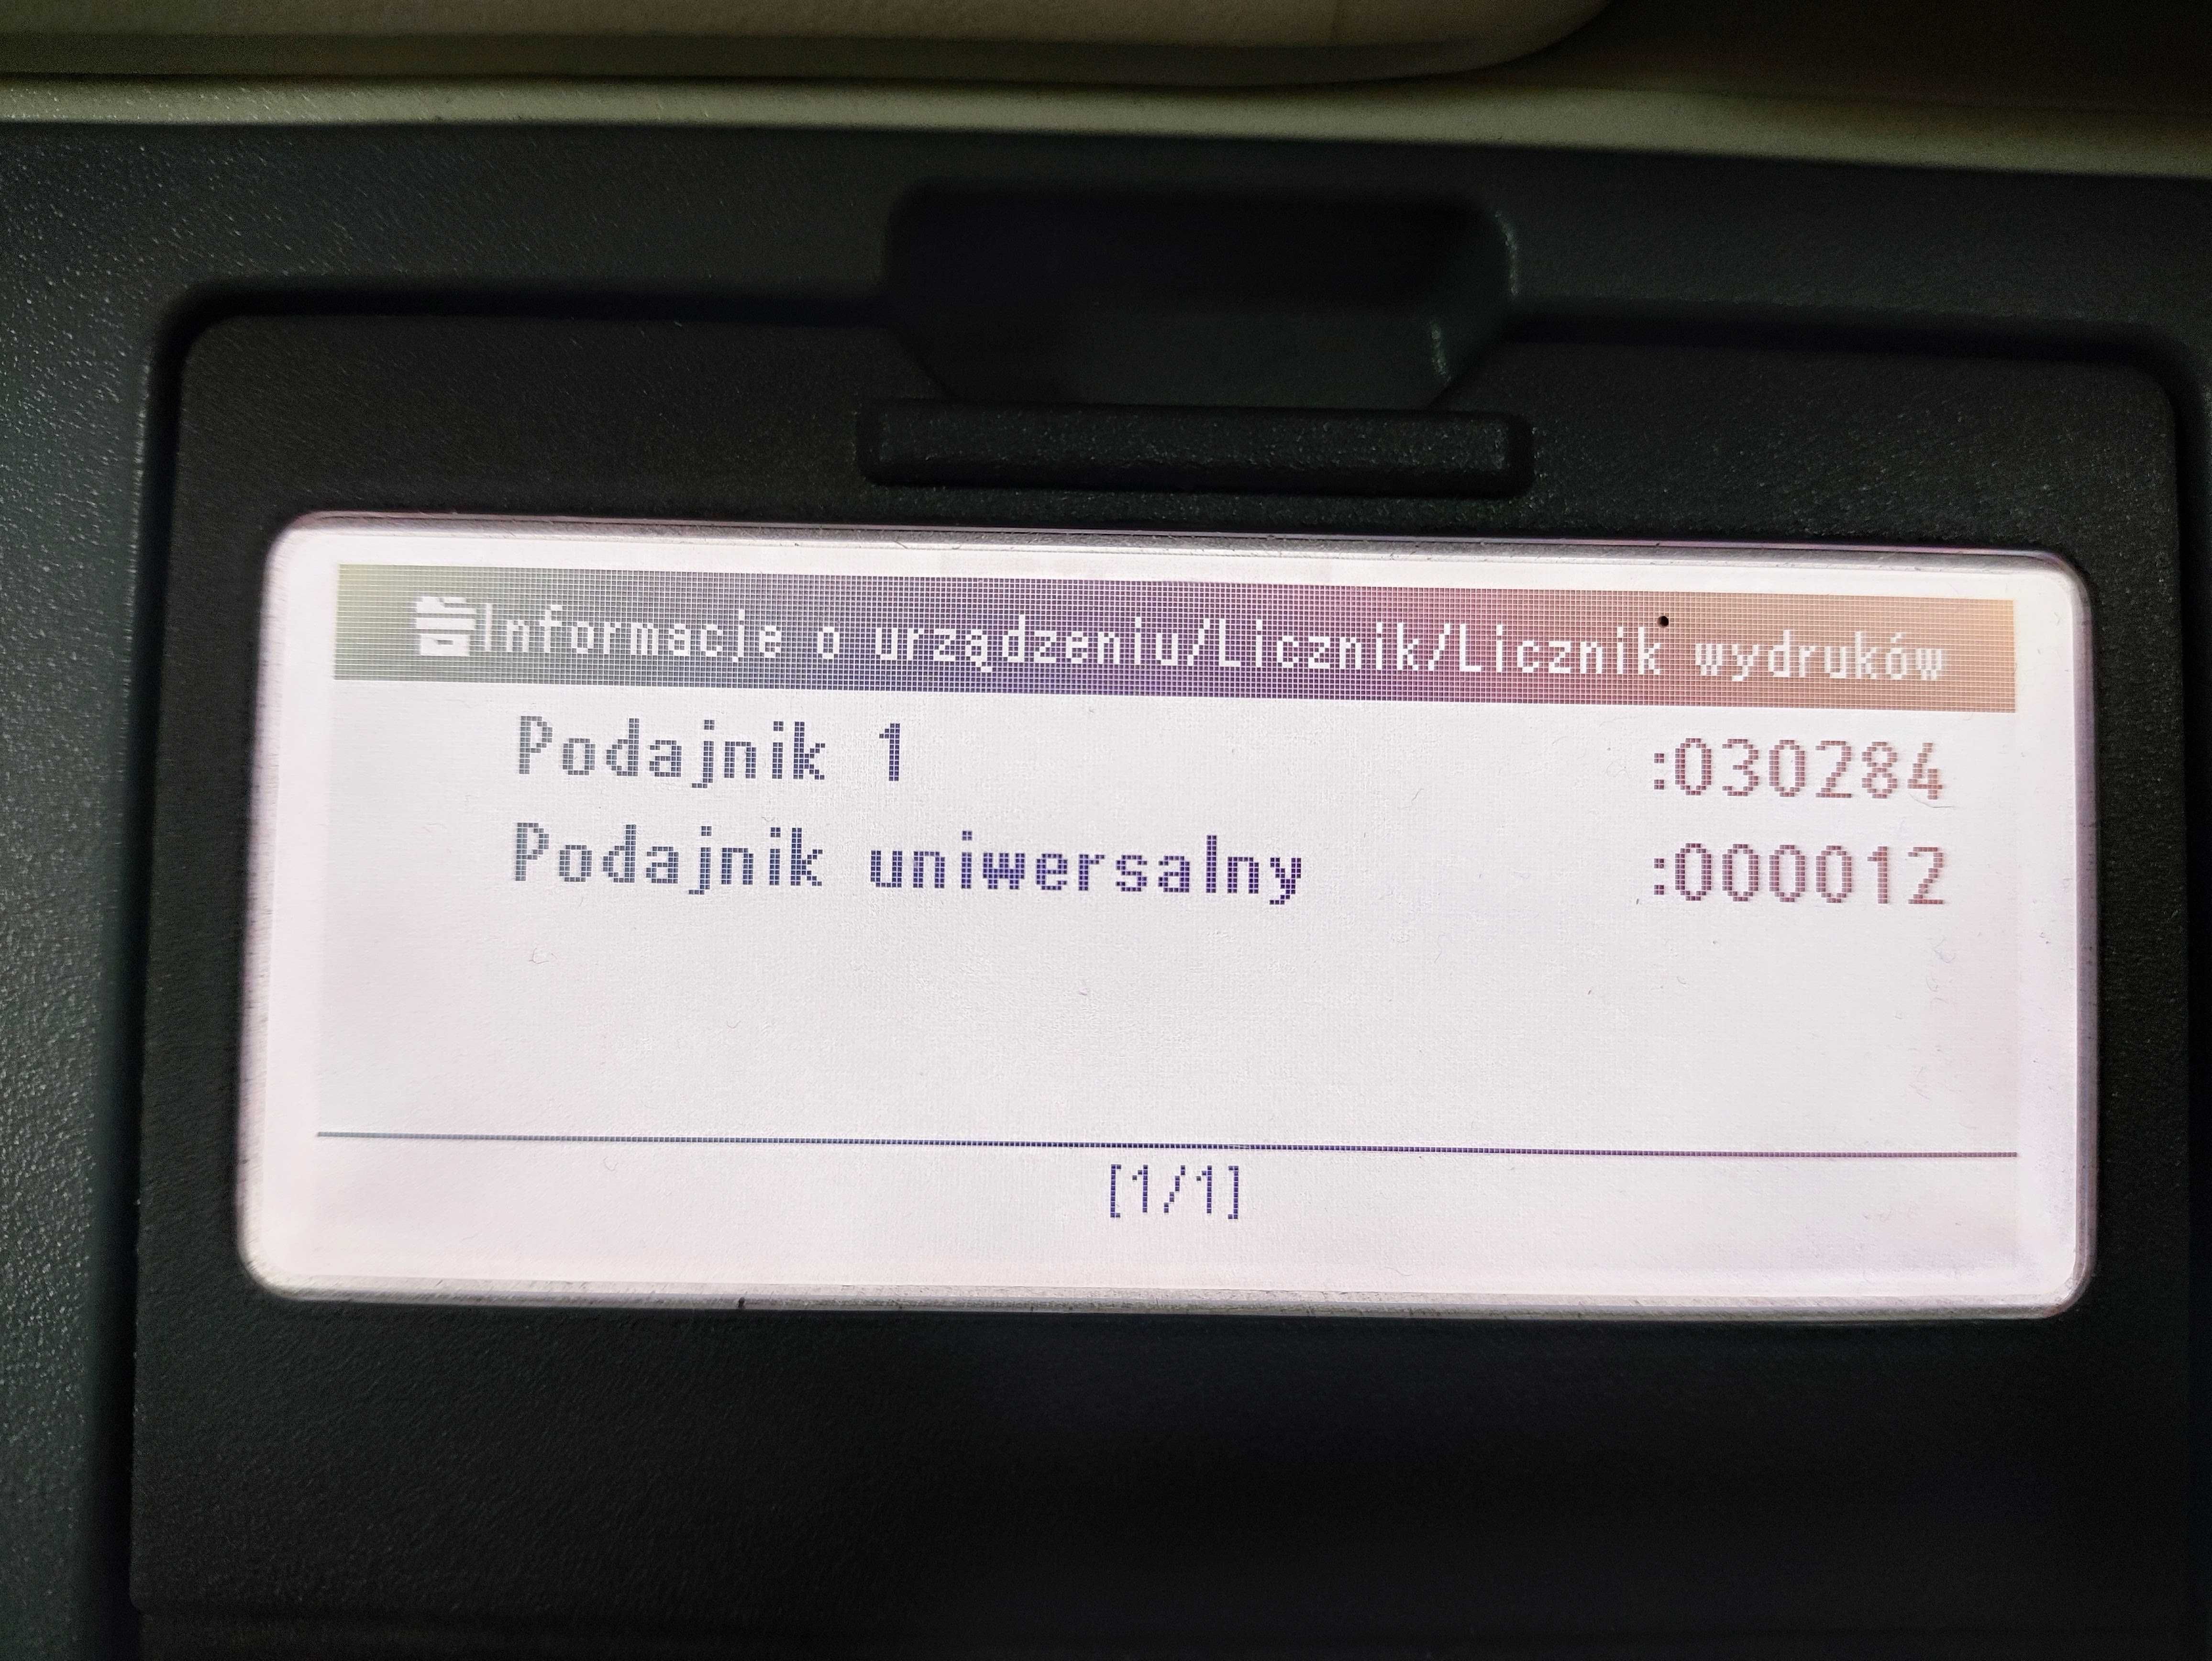 Informacje o urządzeniu/Licznik/Licznik wydruków
Podajnik 1 :030284
Podajnik uniwersalny :000012
[1/1]